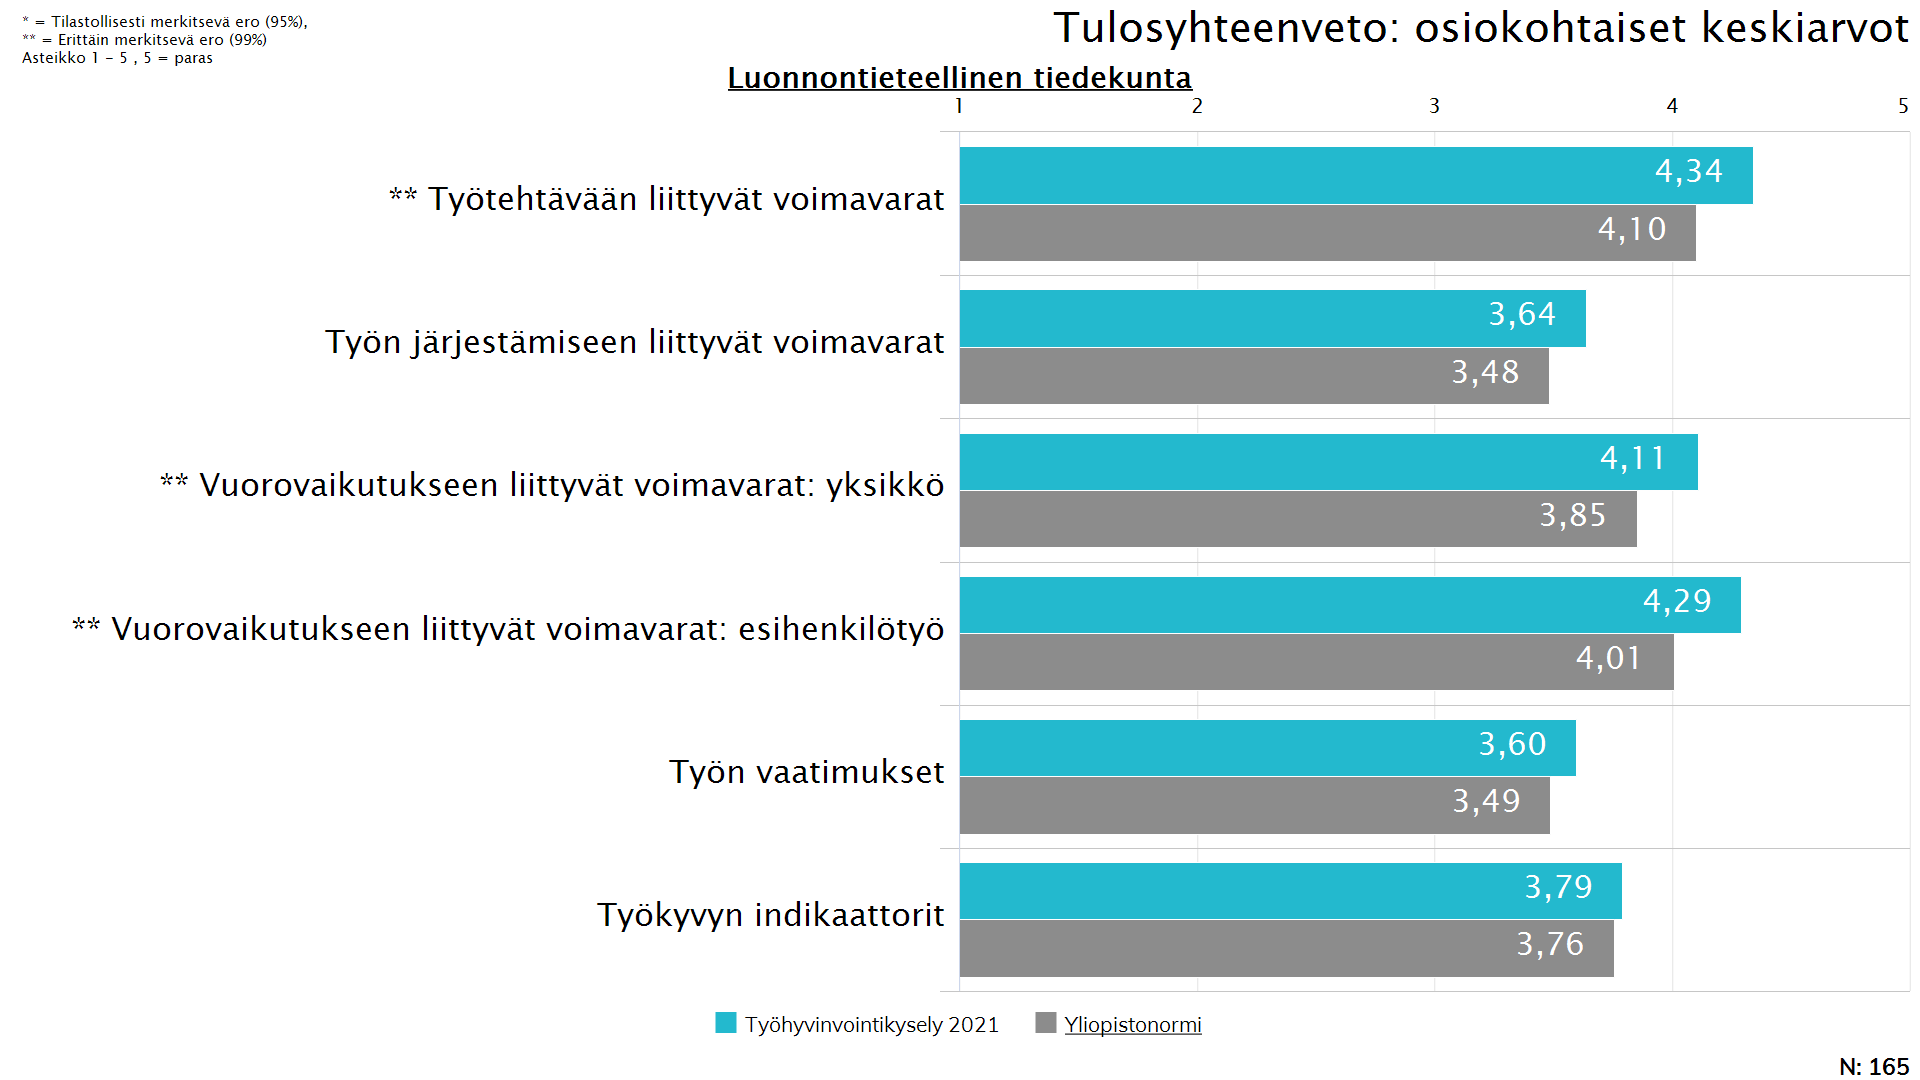 * = Tilastollisesti merkitsevä ero (95%),
** = Erittäin merkitsevä ero (99%)
Asteikko 1 - 5 , 5 = paras
Tulosyhteenveto: osiokohtaiset keskiarvot
Luonnontieteellinen tiedekunta
1 2 3 4 5
** Työtehtävään liittyvät voimavarat
4,34
4,10
Työn järjestämiseen liittyvät voimavarat
3,64
3,48
** Vuorovaikutukseen liittyvät voimavarat: yksikkö
4,11
3,85
** Vuorovaikutukseen liittyvät voimavarat: esihenkilötyö
4,29
4,01
Työn vaatimukset
3,60
3,49
Työkyvyn indikaattorit
3,79
3,76
Työhyvinvointikysely 2021 Yliopistonormi
N: 165